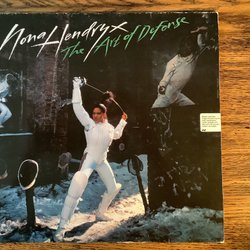 Nona Hendryx
The Art of Defense